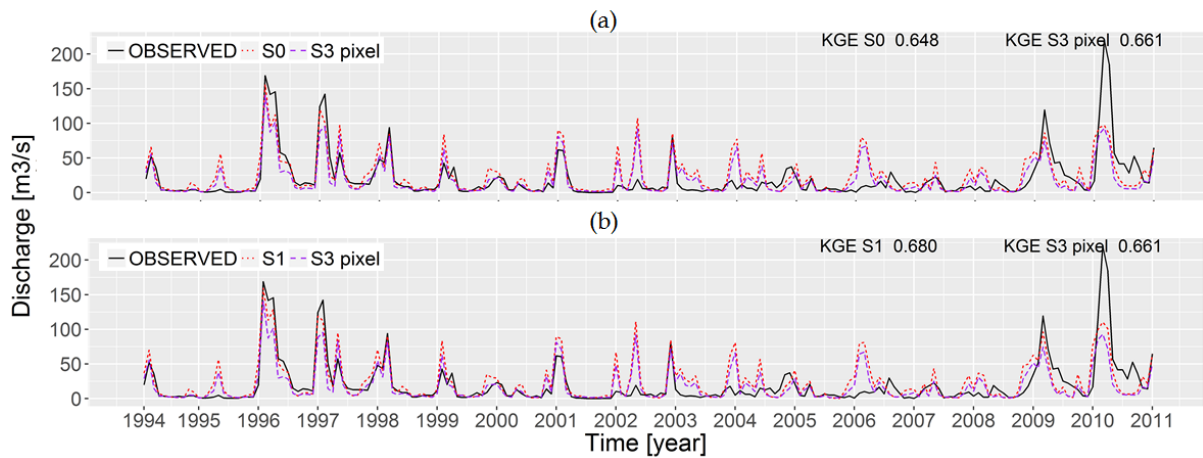 (a)
OBSERVED S0 S3 pixel
KGE S0 0.648 KGE S3 pixel 0.661
200
150
100
50
0
(b)
OBSERVED S1 S3 pixel
KGE S1 0.680 KGE S3 pixel 0.661
200
150
100
50
0
Discharge [m3/s]
1994 1995 1996 1997 1998 1999 2000 2001 2002 2003 2004 2005 2006 2007 2008 2009 2010 2011
Time [year]